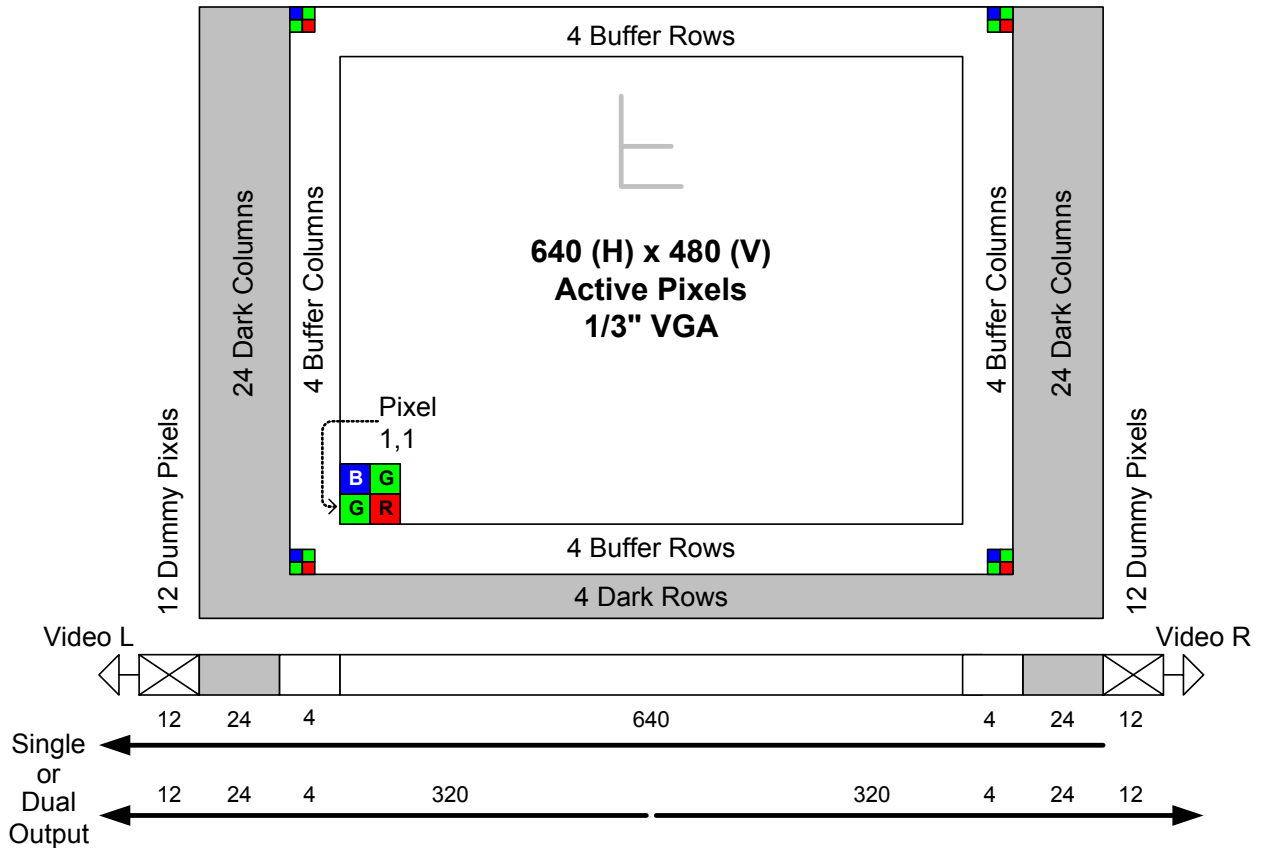 4 Buffer Rows
24 Dark Columns
4 Buffer Columns
640 (H) x 480 (V)
Active Pixels
1/3" VGA
4 Buffer Columns
24 Dark Columns
Pixel
1,1
B G
G R
12 Dummy Pixels
4 Buffer Rows
12 Dummy Pixels
4 Dark Rows
Video L
Video R
12 24 4 640 4 24 12
Single
or
Dual
Output
12 24 4 320 320 4 24 12